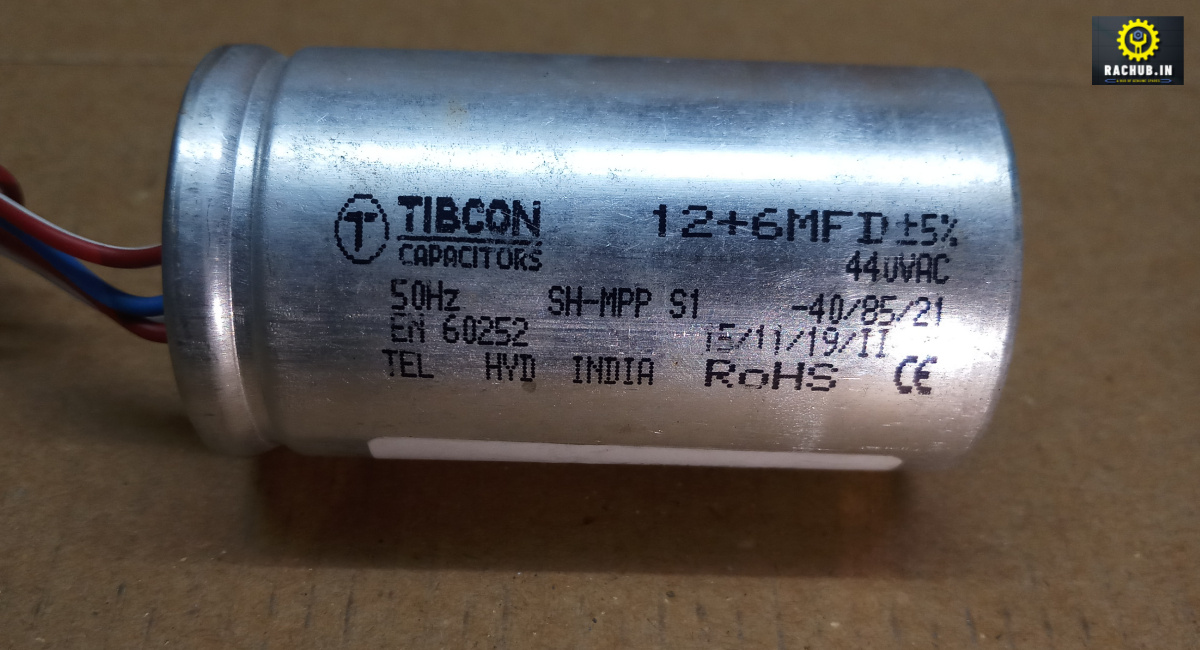 RACHUB.IN
T TIBCON
CAPACITORS
12+6MFD ±5%
440VAC
50Hz SH-MPP S1 -40/85/21
EN 60252 15/11/19/II
TEL HYD INDIA RoHS CE